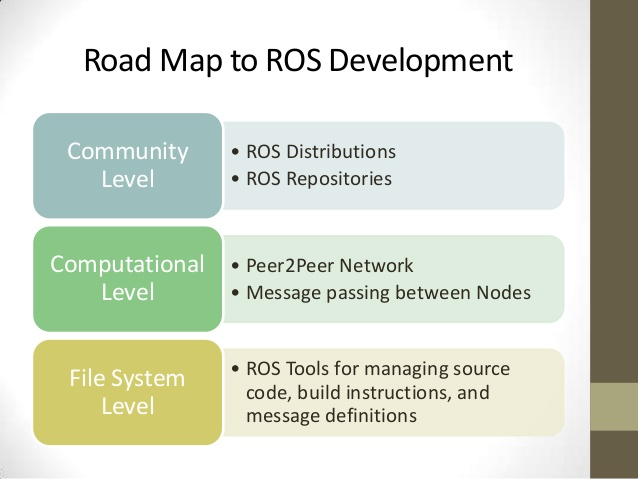 Road Map to ROS Development
Community
Level
• ROS Distributions
• ROS Repositories
Computational
Level
• Peer2Peer Network
• Message passing between Nodes
File System
Level
• ROS Tools for managing source
code, build instructions, and
message definitions